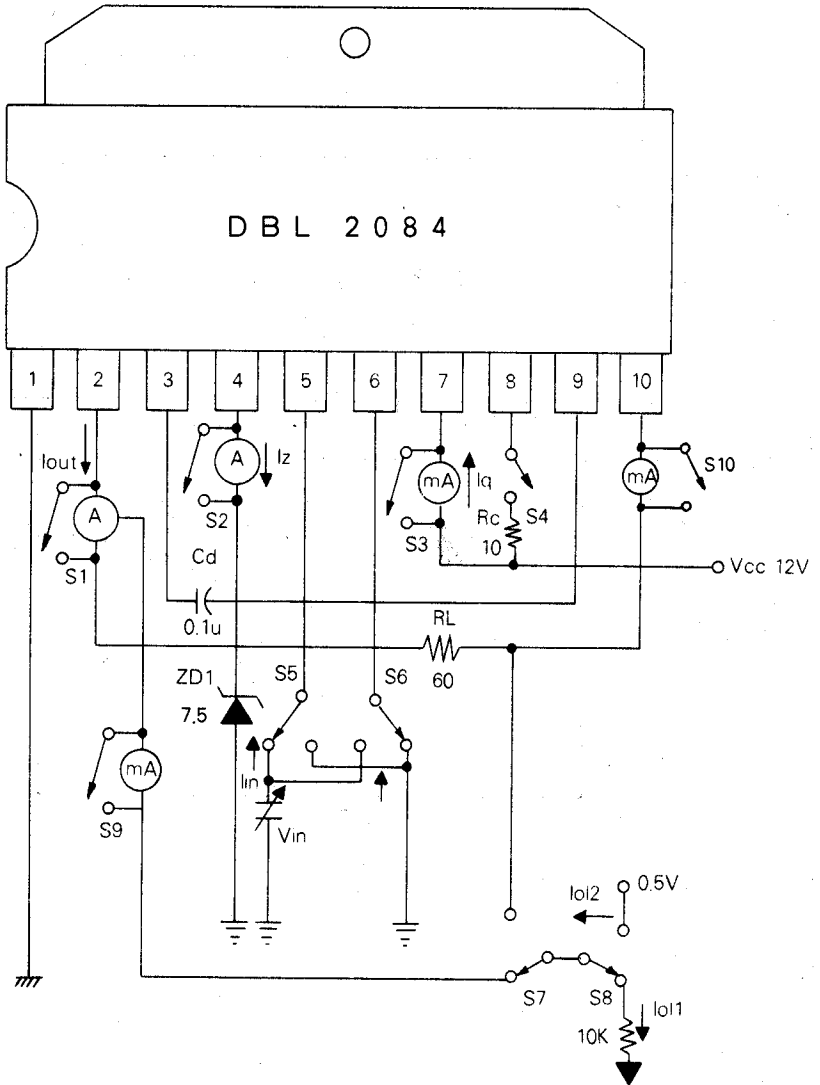 DBL 2084
1 2 3 4 5 6 7 8 9 10
Iout
A
S1
A
Iz
S2
mA
Iq
S3
Rc
10
S4
mA
S10
Vcc 12V
Cd
0.1u
RL
60
ZD1
7.5
S5
S6
mA
S9
Iin
Vin
Iol2
0.5V
S7
S8
10K
Iol1